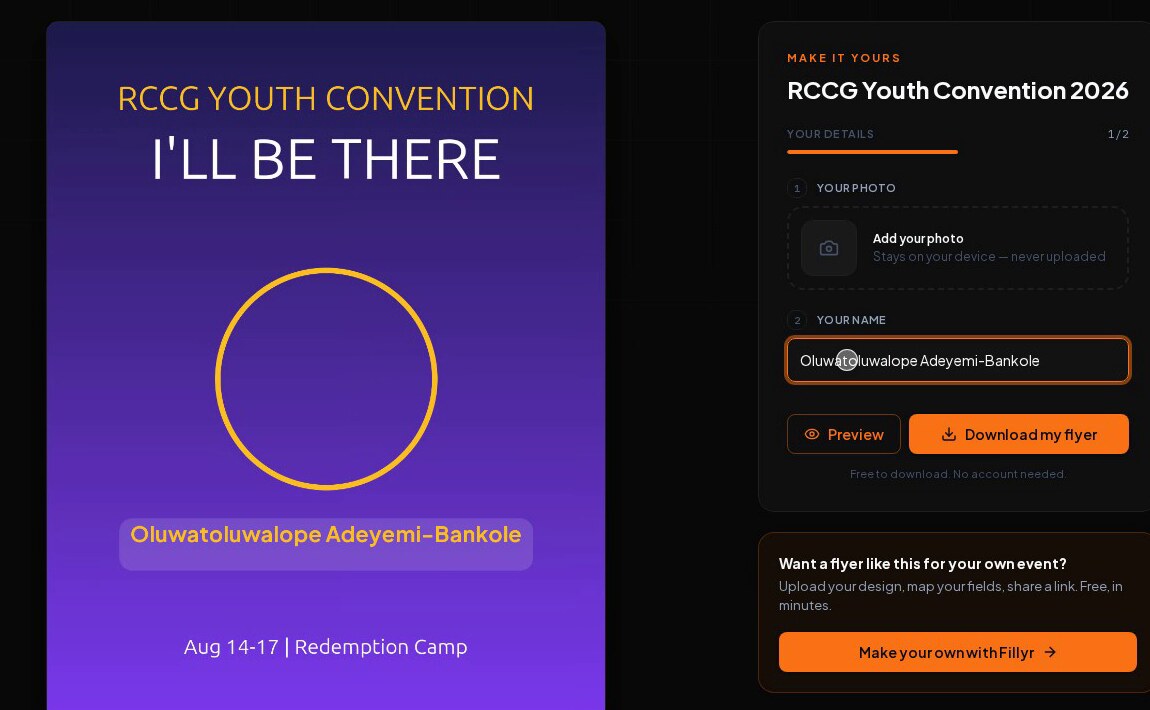 RCCG YOUTH CONVENTION
I'LL BE THERE
Oluwatoluwalope Adeyemi-Bankole
Aug 14-17 | Redemption Camp
MAKE IT YOURS
RCCG Youth Convention 2026
YOUR DETAILS 1/2
1 YOUR PHOTO
Add your photo
Stays on your device — never uploaded
2 YOUR NAME
Oluwatoluwalope Adeyemi-Bankole
Preview Download my flyer
Free to download. No account needed.
Want a flyer like this for your own event?
Upload your design, map your fields, share a link. Free, in
minutes.
Make your own with Fillyr →